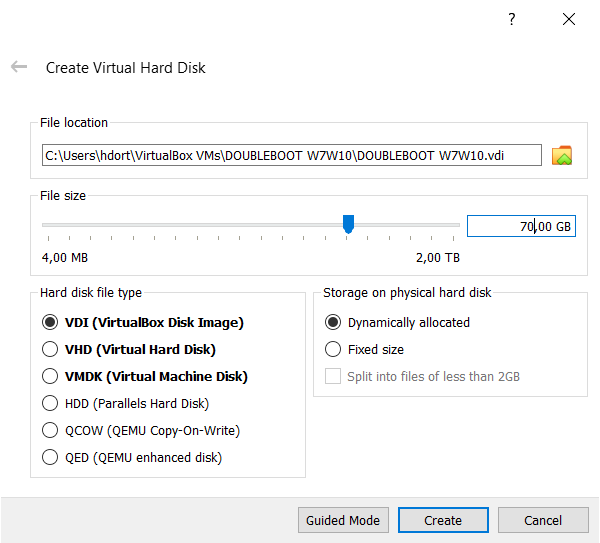 ?
Create Virtual Hard Disk
File location
C:\Users\hdort\VirtualBox VMs\DOUBLEBOOT W7W10\DOUBLEBOOT W7W10.vdi
File size
70,00 GB
4,00 MB 2,00 TB
Hard disk file type
VDI (VirtualBox Disk Image)
VHD (Virtual Hard Disk)
VMDK (Virtual Machine Disk)
HDD (Parallels Hard Disk)
QCOW (QEMU Copy-On-Write)
QED (QEMU enhanced disk)
Storage on physical hard disk
Dynamically allocated
Fixed size
Split into files of less than 2GB
Guided Mode Create Cancel